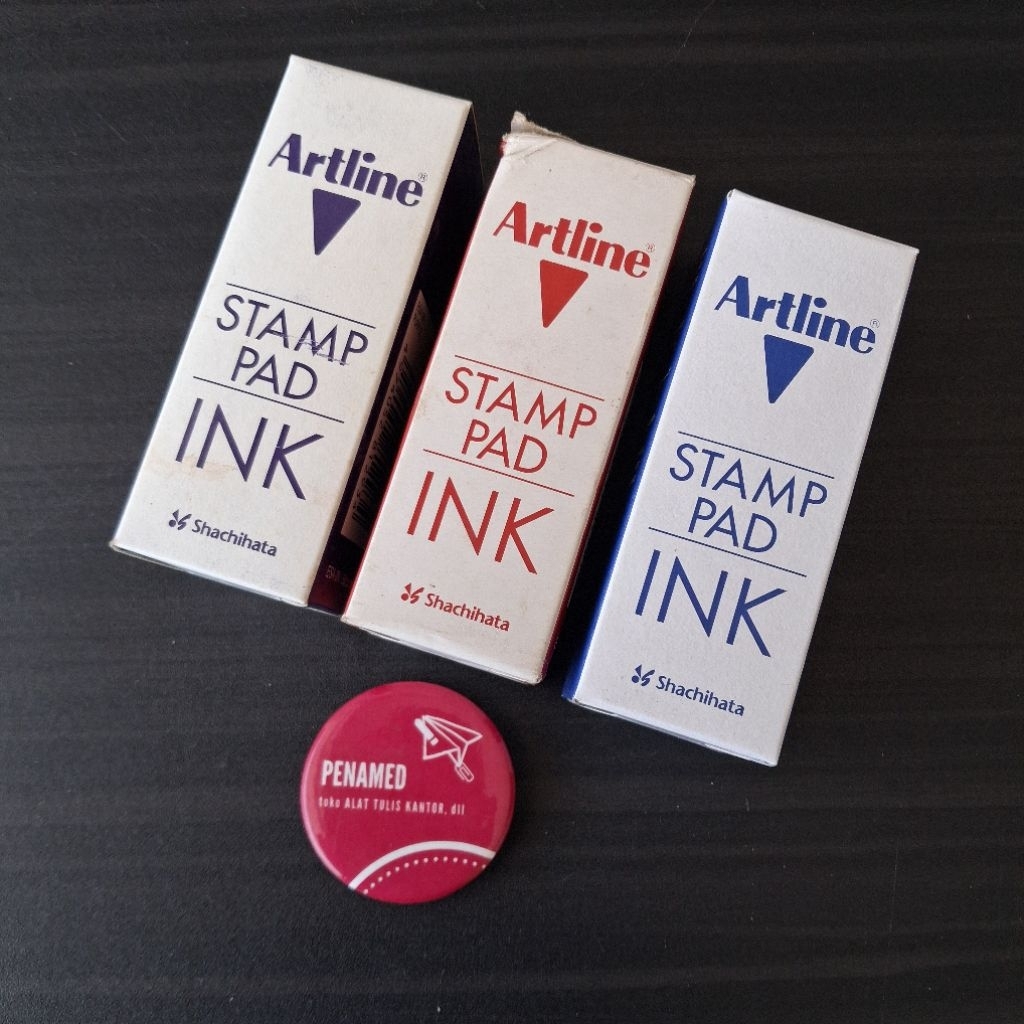 Artline®
STAMP
PAD
INK
Shachihata
Artline®
STAMP
PAD
INK
Shachihata
Artline®
STAMP
PAD
INK
Shachihata
PENAMED
toko ALAT TULIS KANTOR, dll